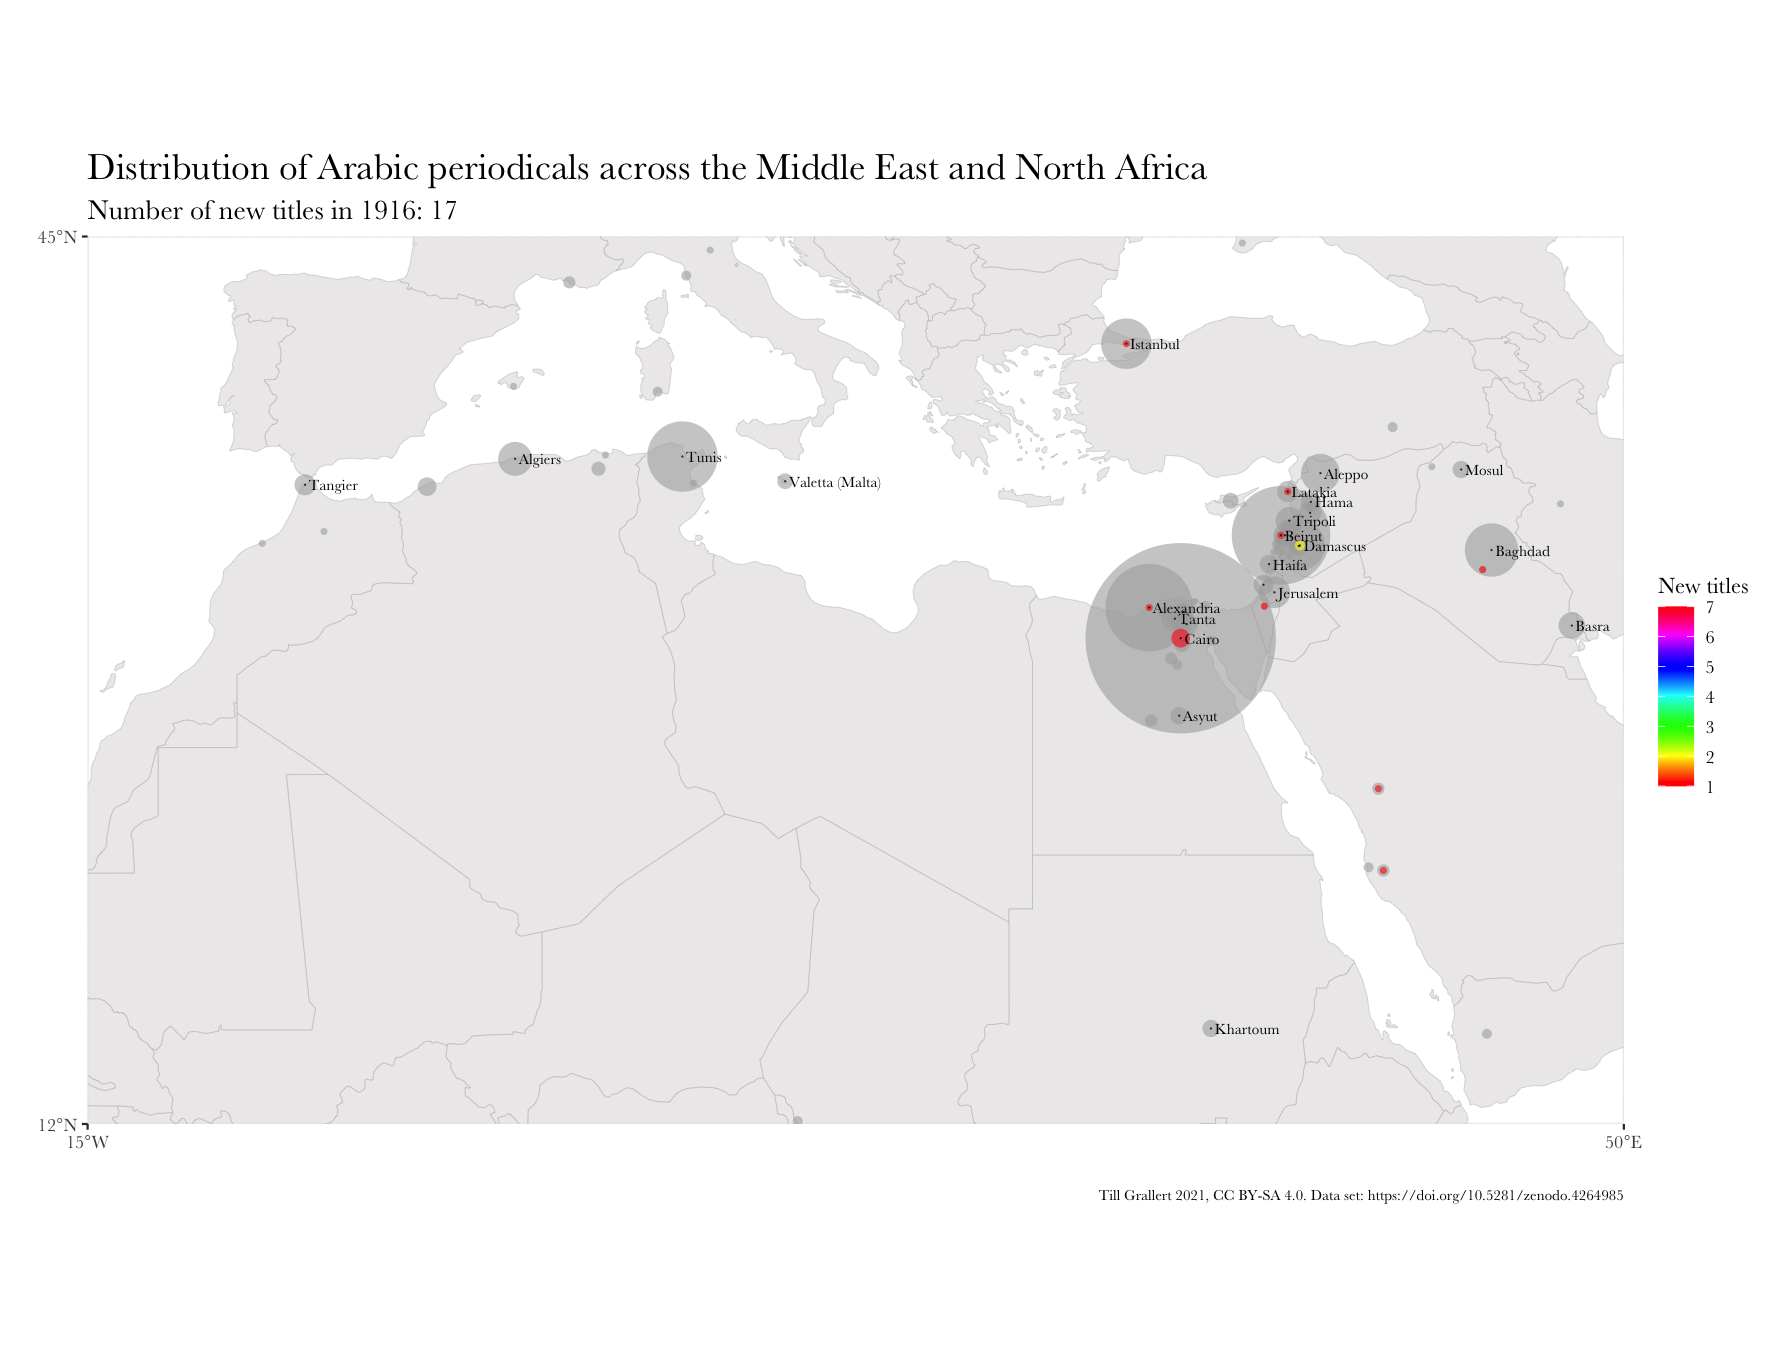 Distribution of Arabic periodicals across the Middle East and North Africa
Number of new titles in 1916: 17
45°N
Istanbul
Algiers
Tunis
Tangier
Valetta (Malta)
Aleppo
Mosul
Latakia
Hama
Tripoli
Beirut
Damascus
Baghdad
Haifa
Jerusalem
Alexandria
Tanta
Cairo
Basra
Asyut
Khartoum
New titles
7
6
5
4
3
2
1
12°N
15°W
50°E
Till Grallert 2021, CC BY-SA 4.0. Data set: https://doi.org/10.5281/zenodo.4264985